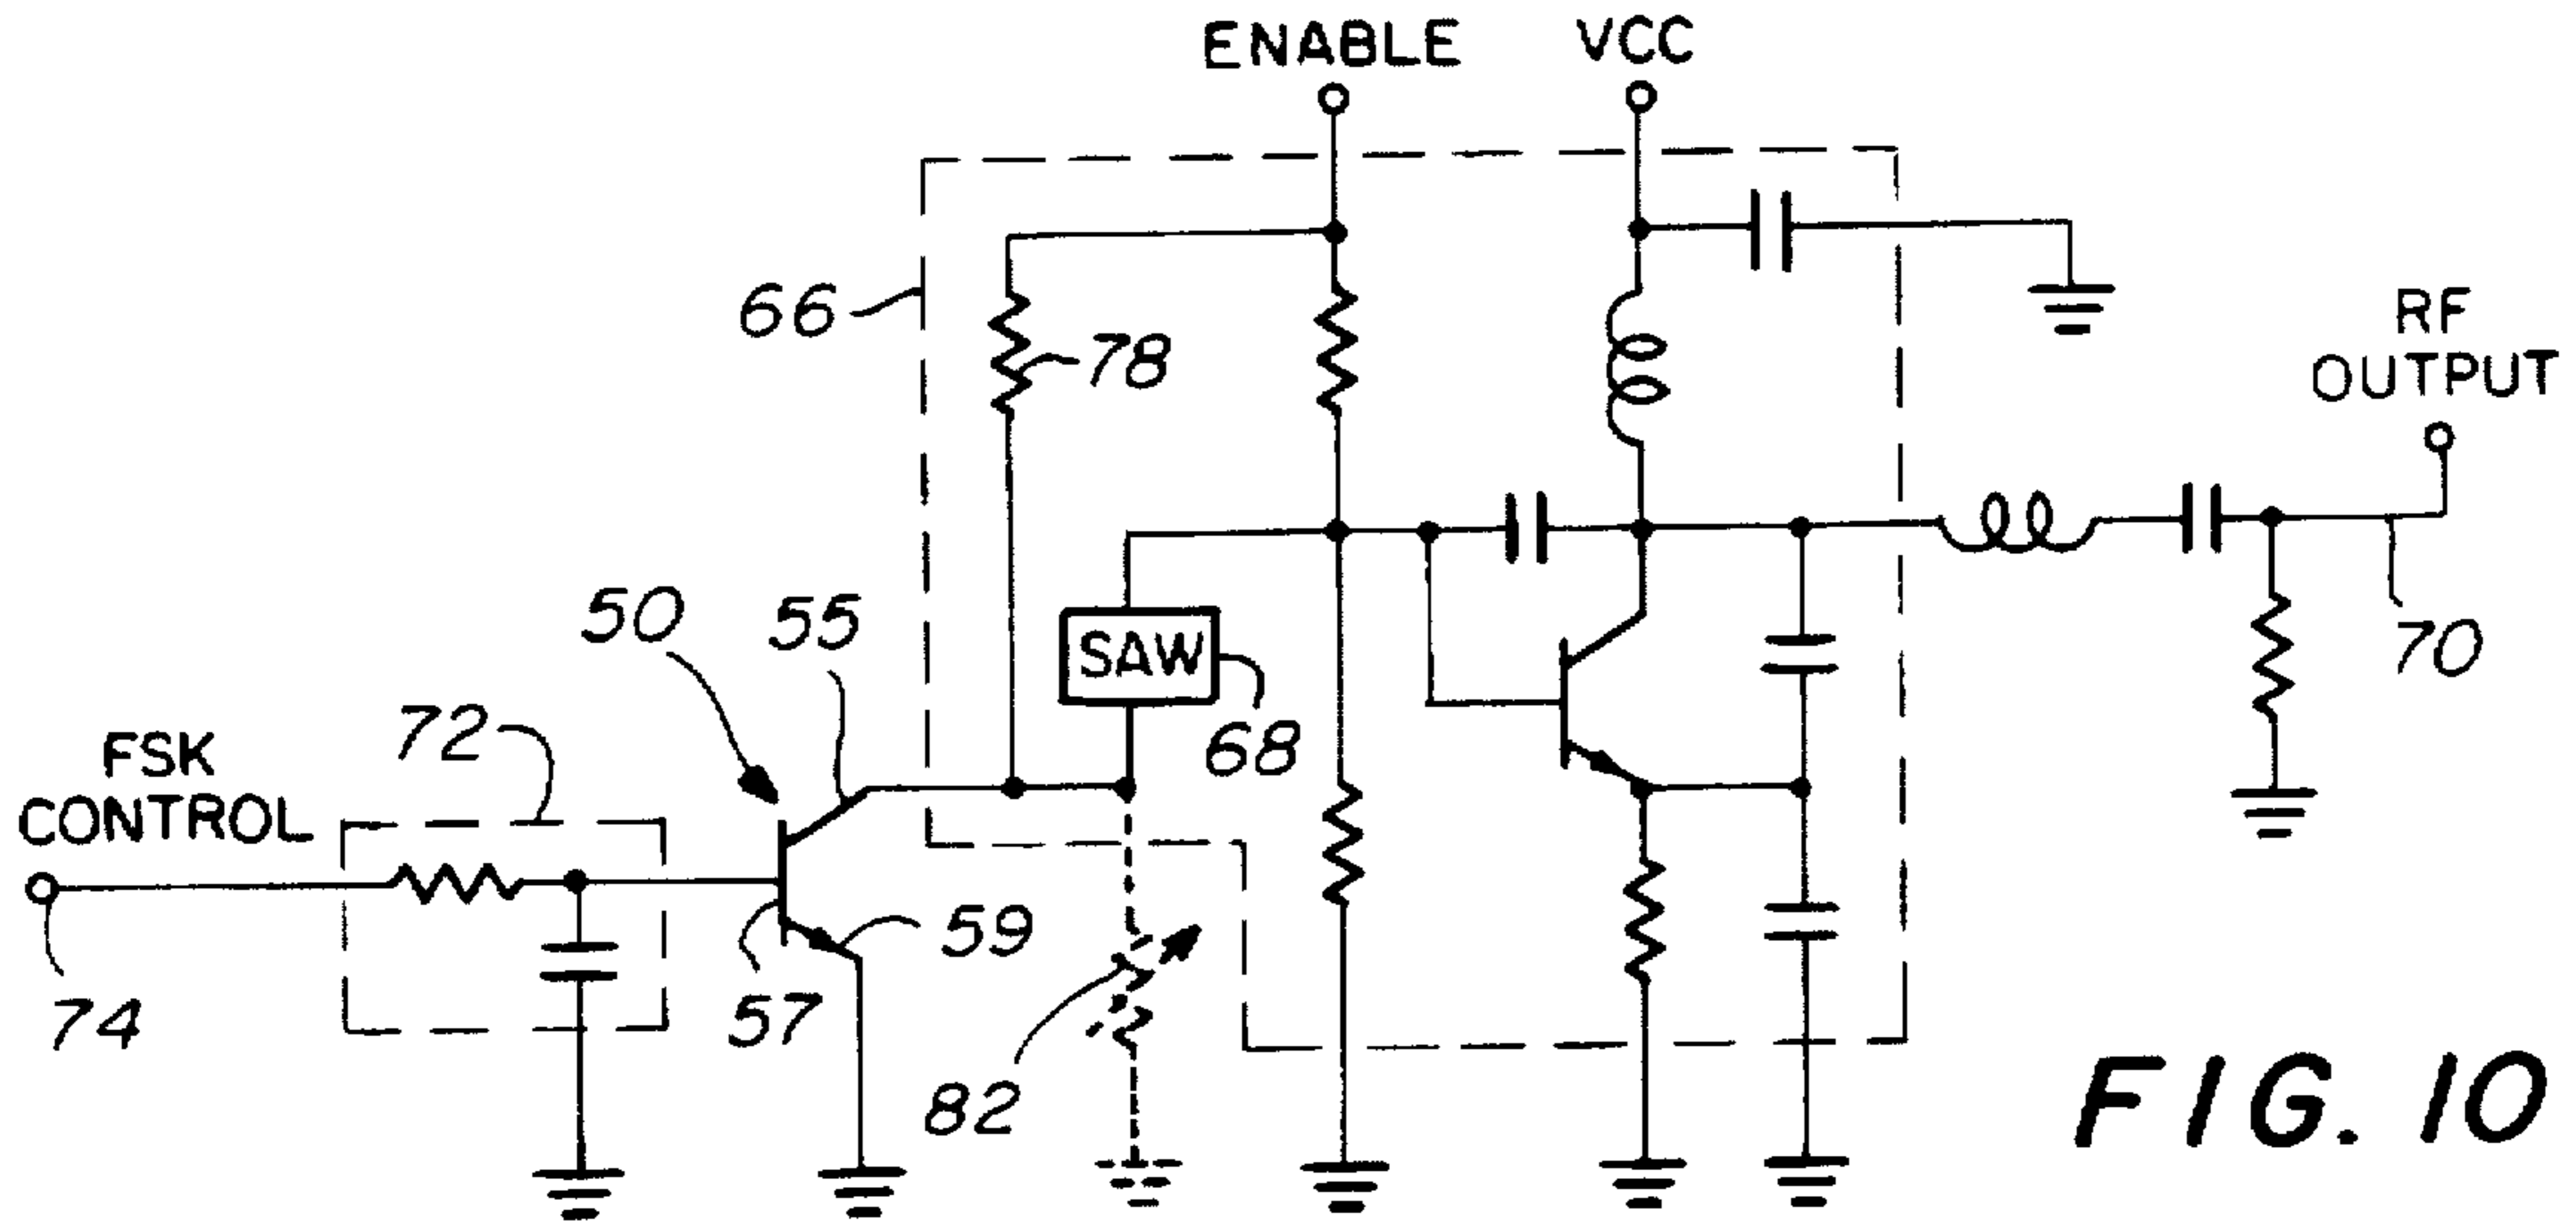 ENABLE
VCC
66
78
RF
OUTPUT
50
55
SAW
68
70
72
FSK
CONTROL
59
57
74
82
FIG. 10